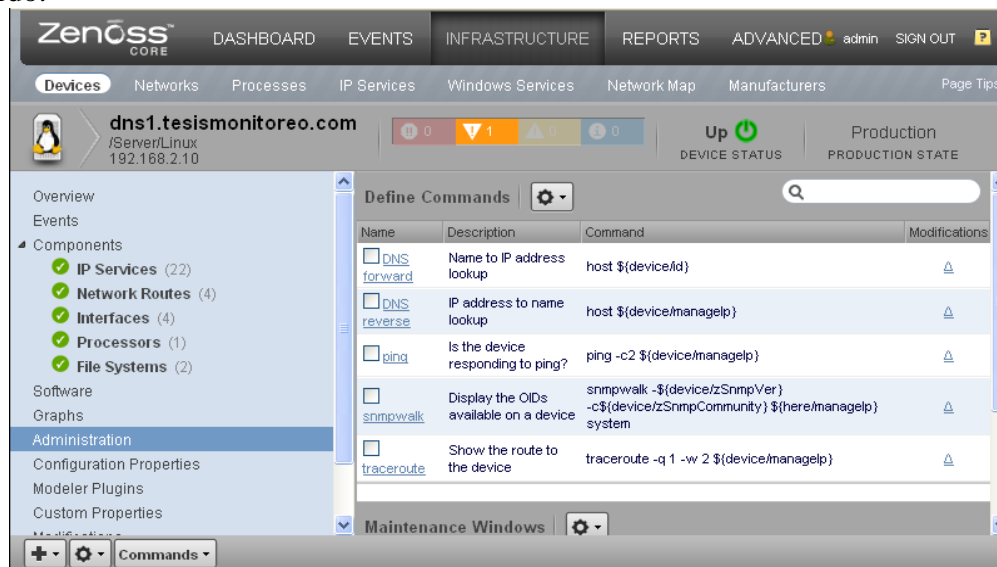 Zenōss™ CORE DASHBOARD EVENTS INFRASTRUCTURE REPORTS ADVANCED admin SIGN OUT ?
Devices Networks Processes IP Services Windows Services Network Map Manufacturers Page Tips
dns1.tesismonitoreo.com
/Server/Linux
192.168.2.10
0 1 0 0
Up
DEVICE STATUS
Production
PRODUCTION STATE
Overview
Events
Components
IP Services (22)
Network Routes (4)
Interfaces (4)
Processors (1)
File Systems (2)
Software
Graphs
Administration
Configuration Properties
Modeler Plugins
Custom Properties
Define Commands
Name Description Command Modifications
DNS forward Name to IP address lookup host ${device/id} Δ
DNS reverse IP address to name lookup host ${device/manageIp} Δ
ping Is the device responding to ping? ping -c2 ${device/manageIp} Δ
snmpwalk Display the OIDs available on a device snmpwalk -${device/zSnmpVer} -c${device/zSnmpCommunity} ${here/manageIp} system Δ
traceroute Show the route to the device traceroute -q 1 -w 2 ${device/manageIp} Δ
Maintenance Windows
Commands